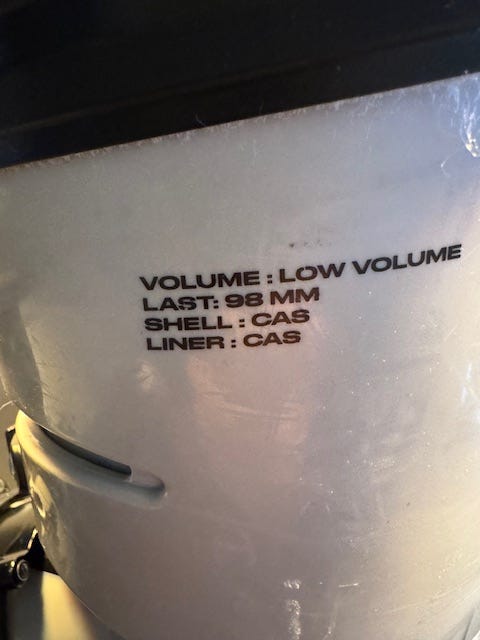 VOLUME : LOW VOLUME
LAST: 98 MM
SHELL : CAS
LINER : CAS